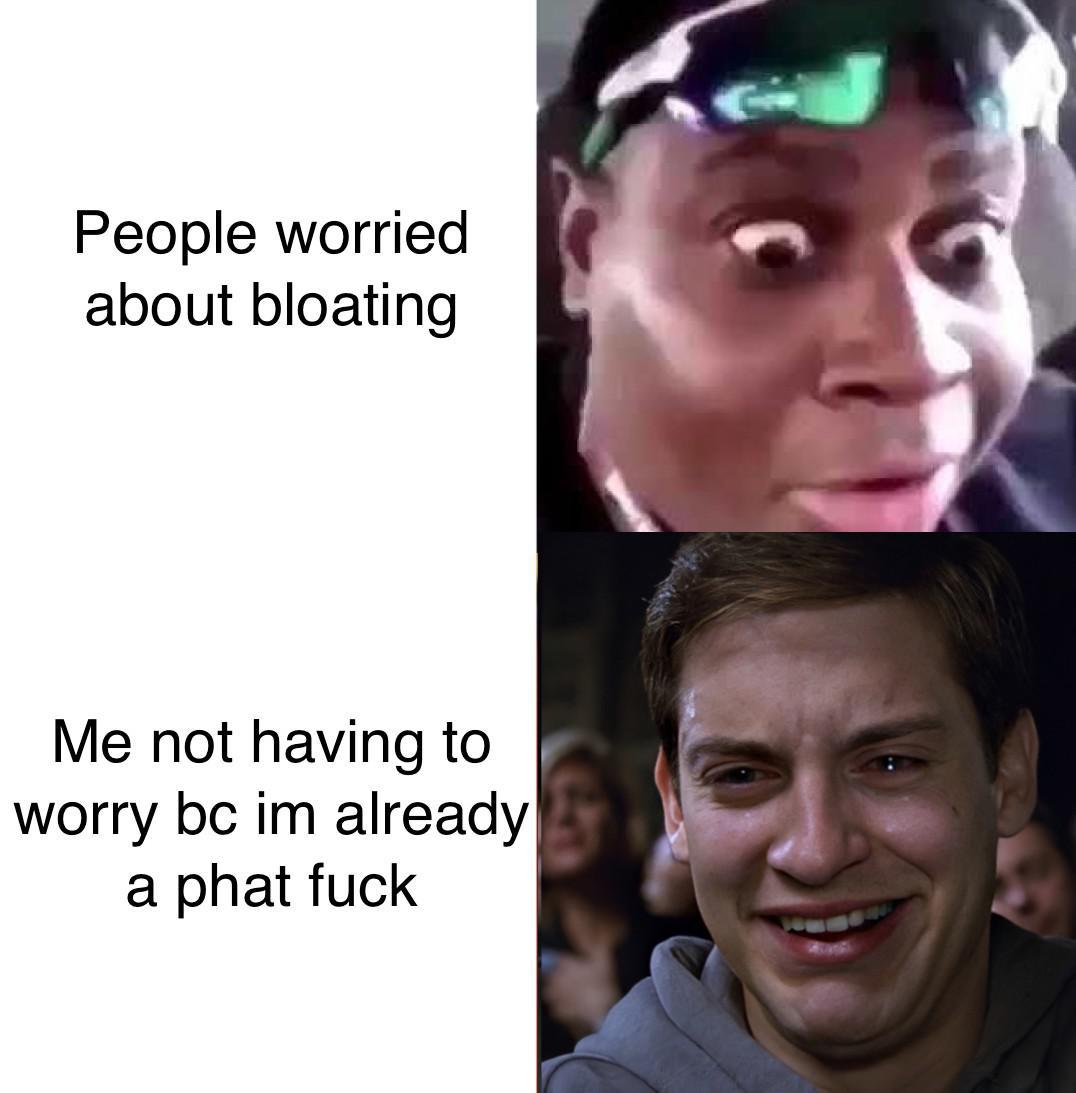 People worried
about bloating
Me not having to
worry bc im already
a phat fuck